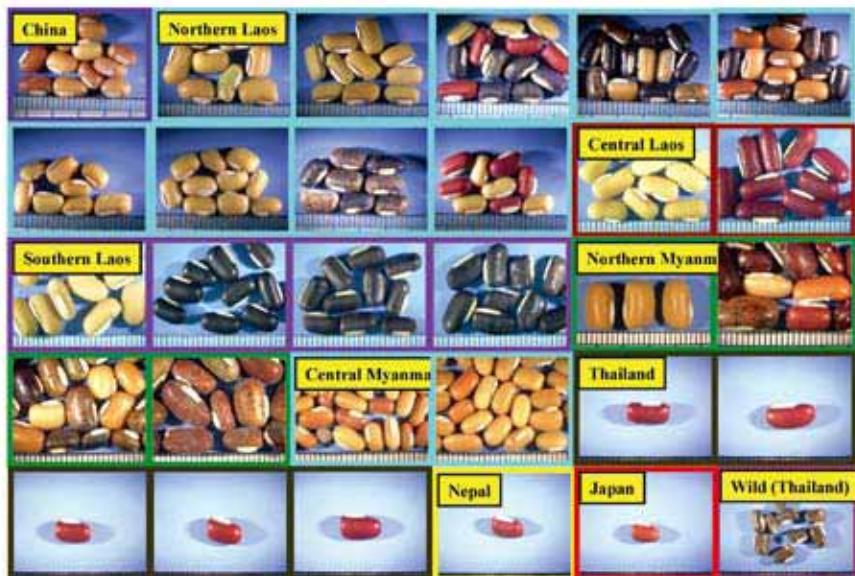 China
Northern Laos
Central Laos
Southern Laos
Northern Myanm
Central Myanma
Thailand
Nepal
Japan
Wild (Thailand)